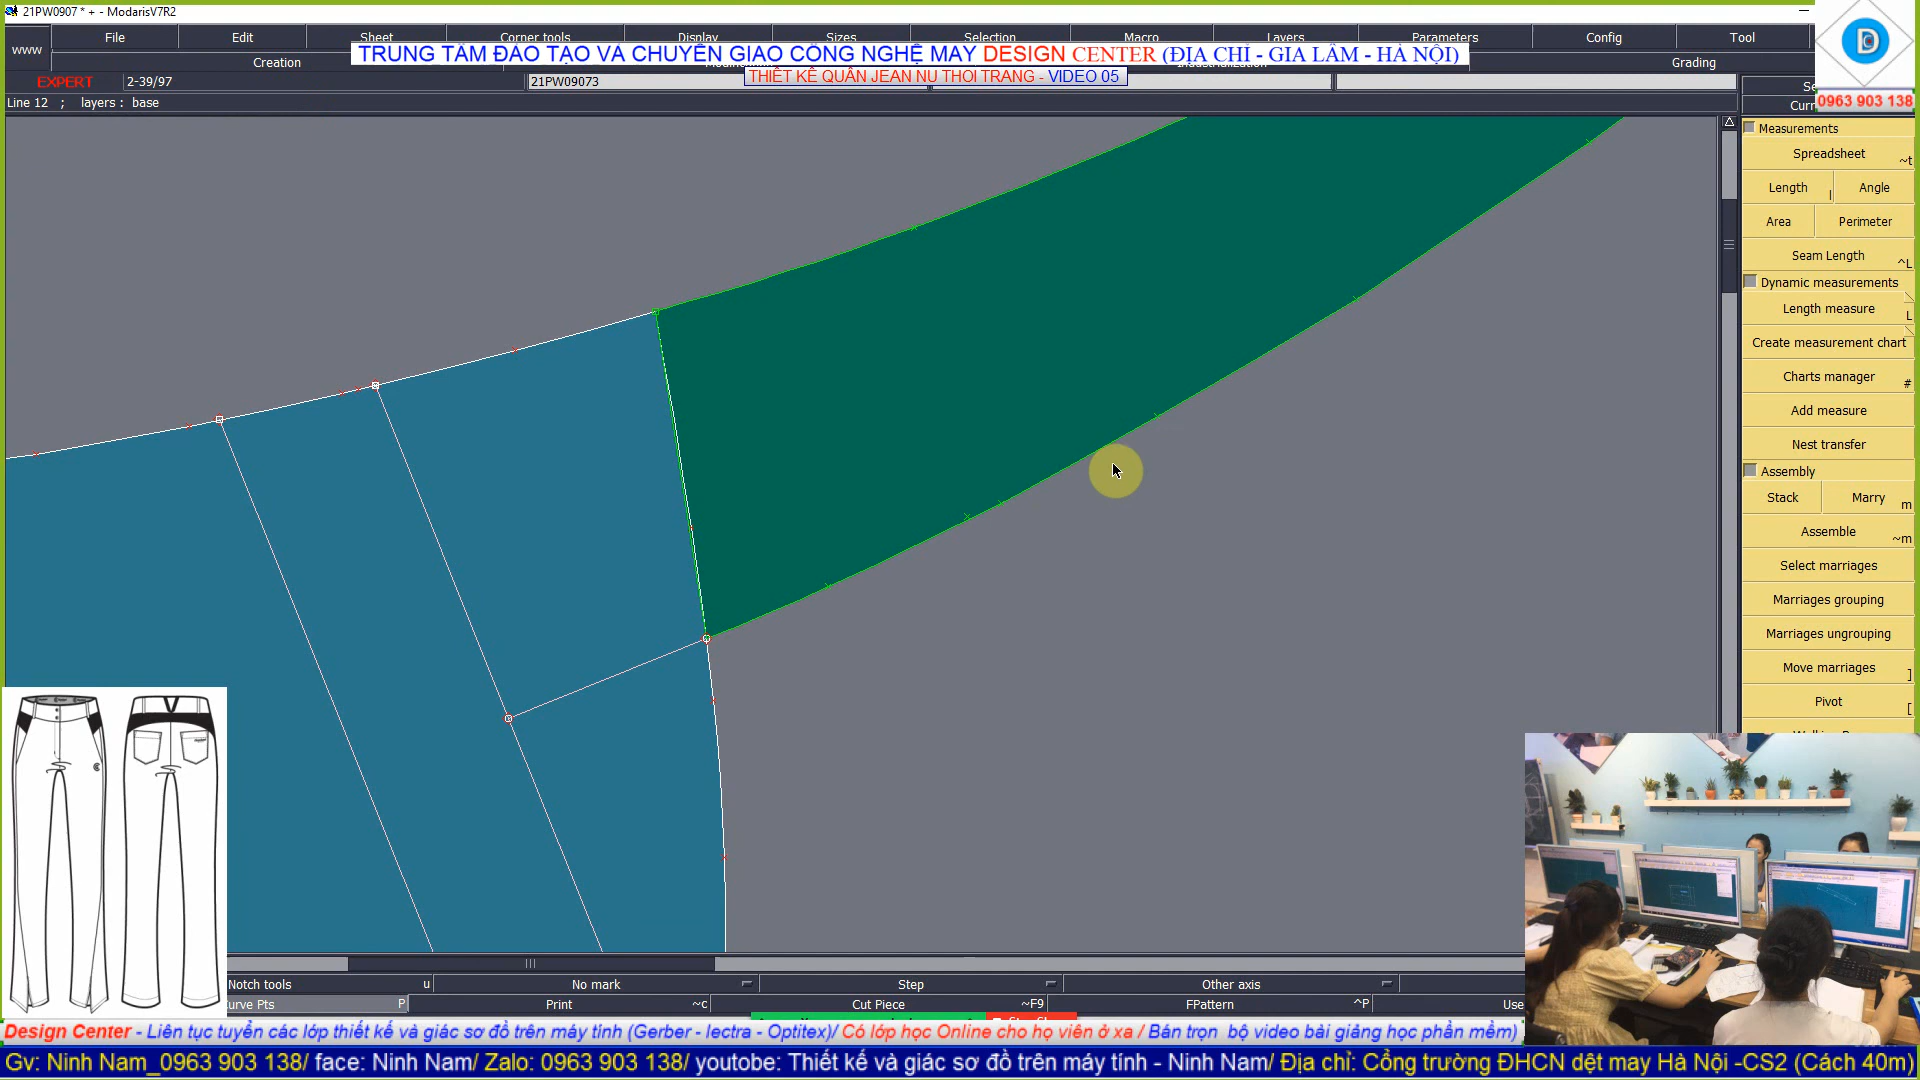 21PW0907 * + - ModarisV7R2
www
File
Edit
Sheet
Corner tools
Display
Sizes
Selection
Macro
Layers
Parameters
Config
Tool
TRUNG TÂM ĐÀO TẠO VÀ CHUYỂN GIAO CÔNG NGHỆ MAY DESIGN CENTER (ĐỊA CHỈ - GIA LÂM - HÀ NỘI)
Creation
Grading
THIẾT KẾ QUẦN JEAN NỮ THỜI TRANG - VIDEO 05
EXPERT
2-39/97
21PW09073
0963 903 138
Line 12 ; layers : base
Measurements
Spreadsheet ~t
Length l
Angle
Area
Perimeter
Seam Length ^L
Dynamic measurements
Length measure L
Create measurement chart
Charts manager #
Add measure
Nest transfer
Assembly
Stack
Marry m
Assemble ~m
Select marriages
Marriages grouping
Marriages ungrouping
Move marriages ]
Pivot [
Notch tools u
No mark
Step
Other axis
urve Pts P
Print ~c
Cut Piece ~F9
FPattern ^P
Use
Design Center - Liên tục tuyển các lớp thiết kế và giác sơ đồ trên máy tính (Gerber - lectra - Optitex)/ Có lớp học Online cho họ viên ở xa / Bán trọn bộ video bài giảng học phần mềm)
Gv: Ninh Nam_0963 903 138/ face: Ninh Nam/ Zalo: 0963 903 138/ youtobe: Thiết kế và giác sơ đồ trên máy tính - Ninh Nam/ Địa chỉ: Cổng trường ĐHCN dệt may Hà Nội -CS2 (Cách 40m)